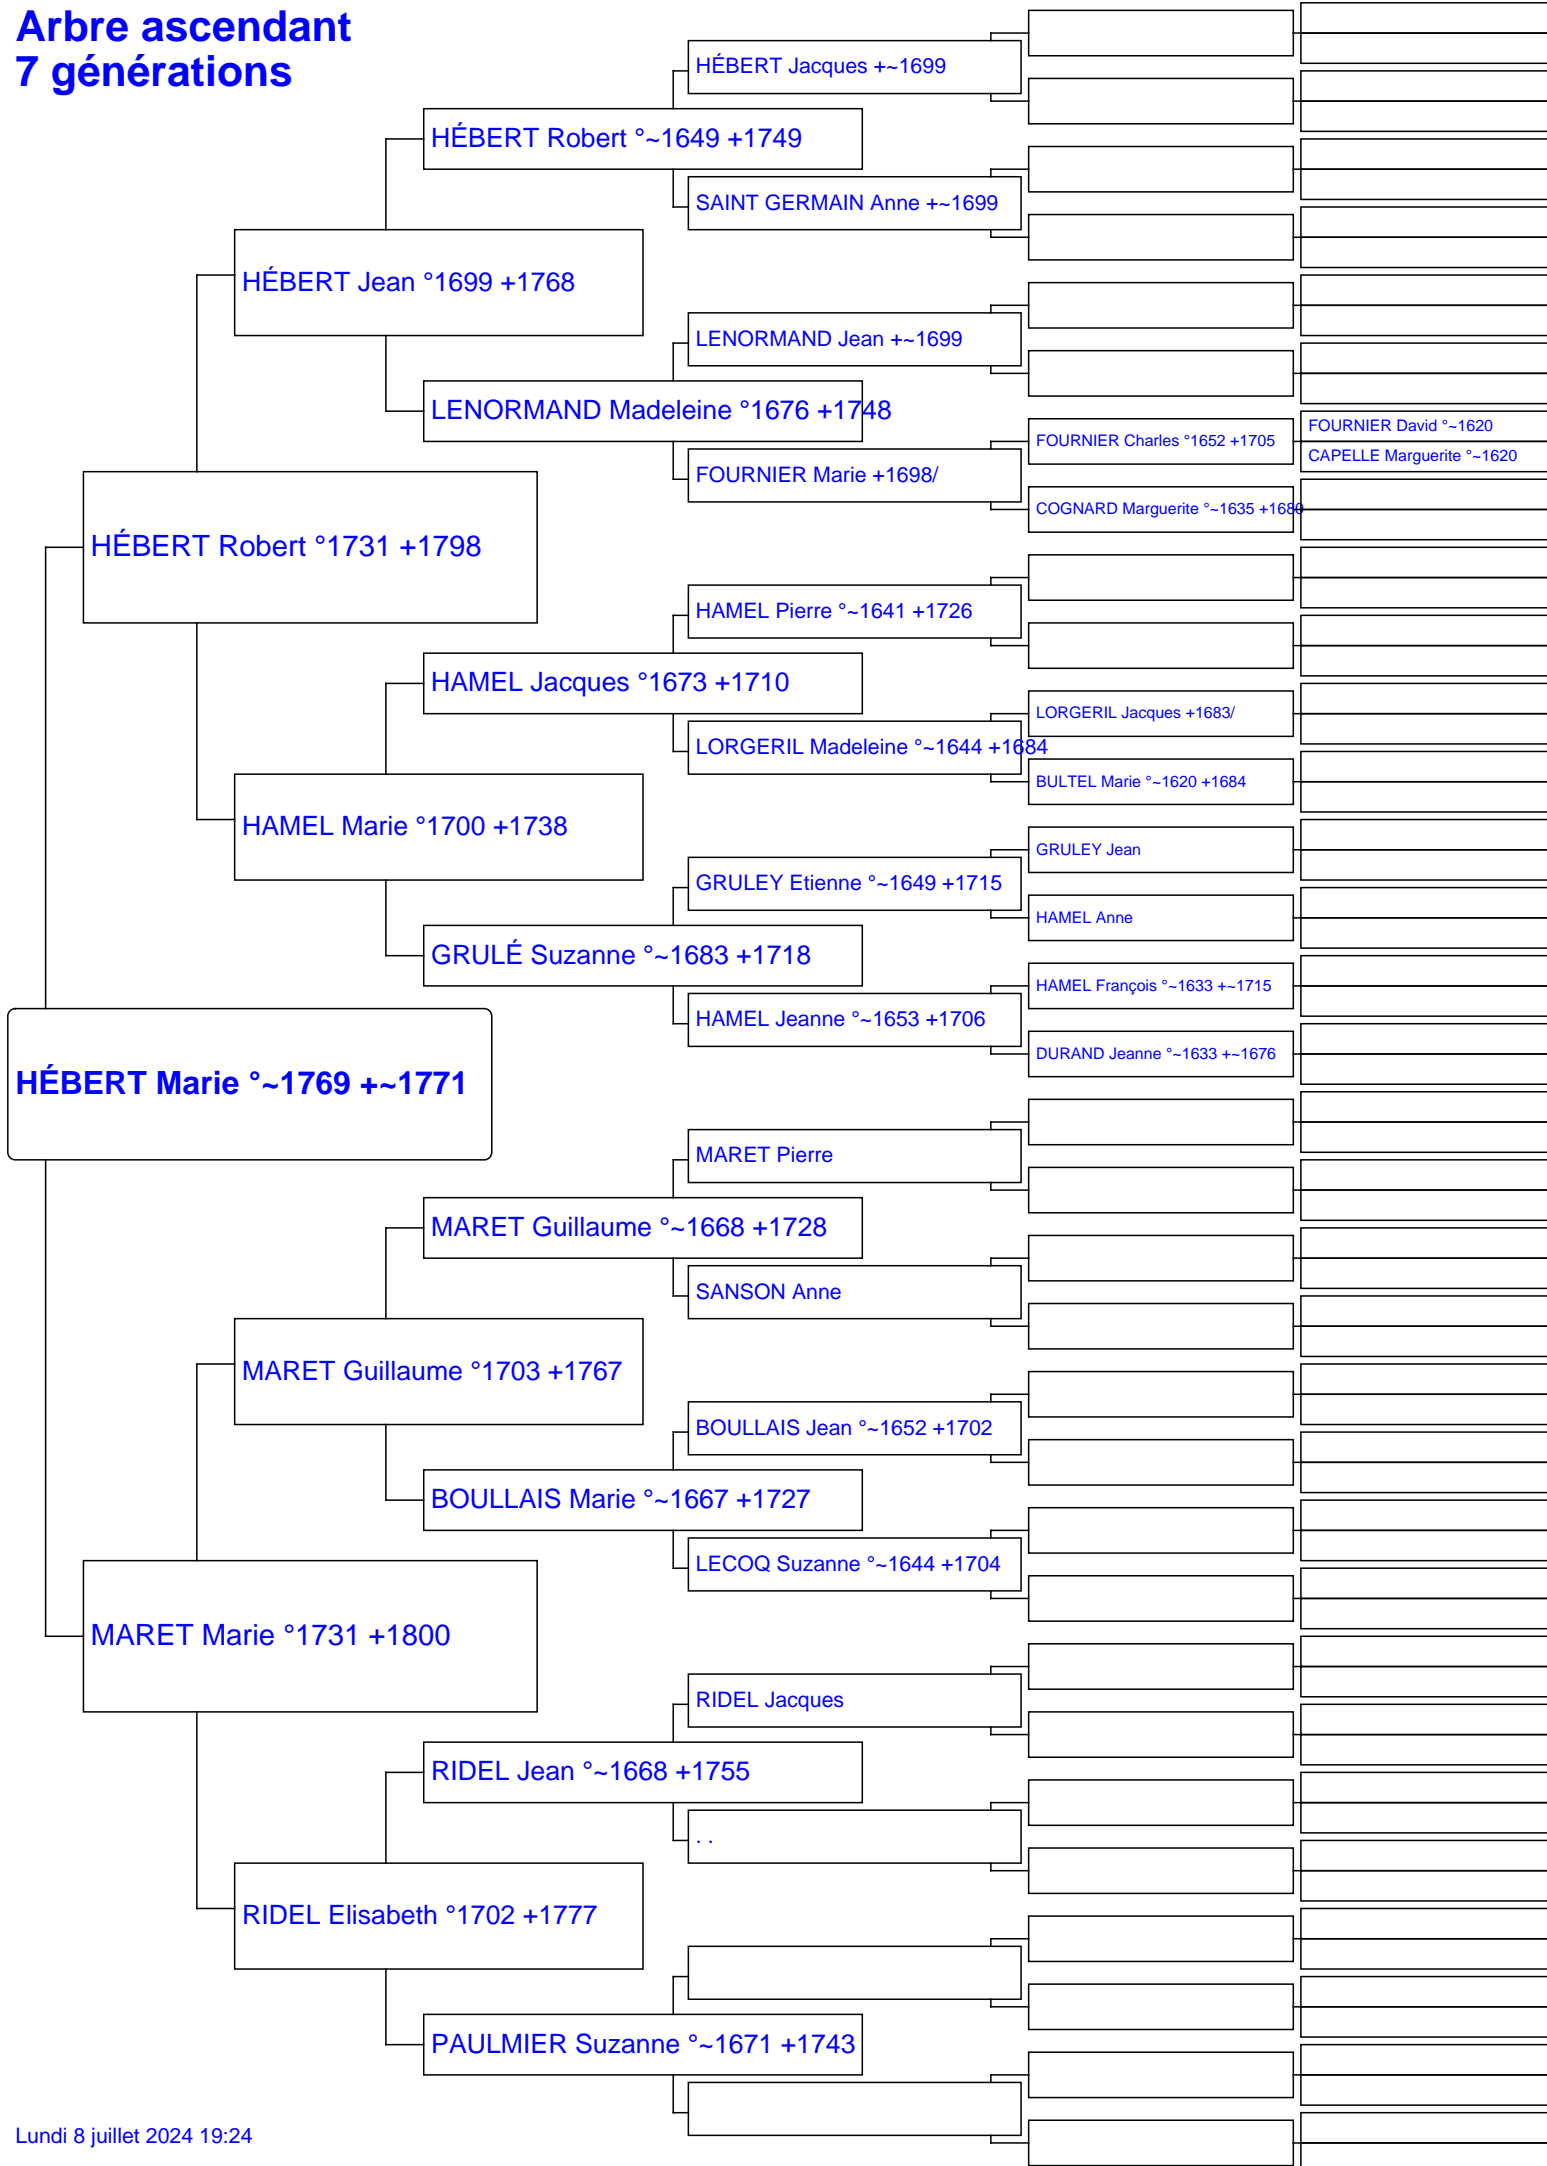 Arbre ascendant
7 générations
HÉBERT Jacques +~1699
HÉBERT Robert °~1649 +1749
SAINT GERMAIN Anne +~1699
HÉBERT Jean °1699 +1768
LENORMAND Jean +~1699
LENORMAND Madeleine °1676 +1748
FOURNIER David °~1620
FOURNIER Charles °1652 +1705
CAPELLE Marguerite °~1620
FOURNIER Marie +1698/
COGNARD Marguerite °~1635 +1680
HÉBERT Robert °1731 +1798
HAMEL Pierre °~1641 +1726
HAMEL Jacques °1673 +1710
LORGERIL Jacques +1683/
LORGERIL Madeleine °~1644 +1684
BULTEL Marie °~1620 +1684
HAMEL Marie °1700 +1738
GRULEY Jean
GRULEY Etienne °~1649 +1715
HAMEL Anne
GRULÉ Suzanne °~1683 +1718
HAMEL François °~1633 +~1715
HAMEL Jeanne °~1653 +1706
DURAND Jeanne °~1633 +~1676
HÉBERT Marie °~1769 +~1771
MARET Pierre
MARET Guillaume °~1668 +1728
SANSON Anne
MARET Guillaume °1703 +1767
BOULLAIS Jean °~1652 +1702
BOULLAIS Marie °~1667 +1727
LECOQ Suzanne °~1644 +1704
MARET Marie °1731 +1800
RIDEL Jacques
RIDEL Jean °~1668 +1755
. .
RIDEL Elisabeth °1702 +1777
PAULMIER Suzanne °~1671 +1743
Lundi 8 juillet 2024 19:24